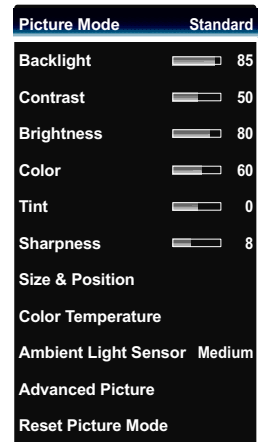 Picture Mode Standard
Backlight 85
Contrast 50
Brightness 80
Color 60
Tint 0
Sharpness 8
Size & Position
Color Temperature
Ambient Light Sensor Medium
Advanced Picture
Reset Picture Mode